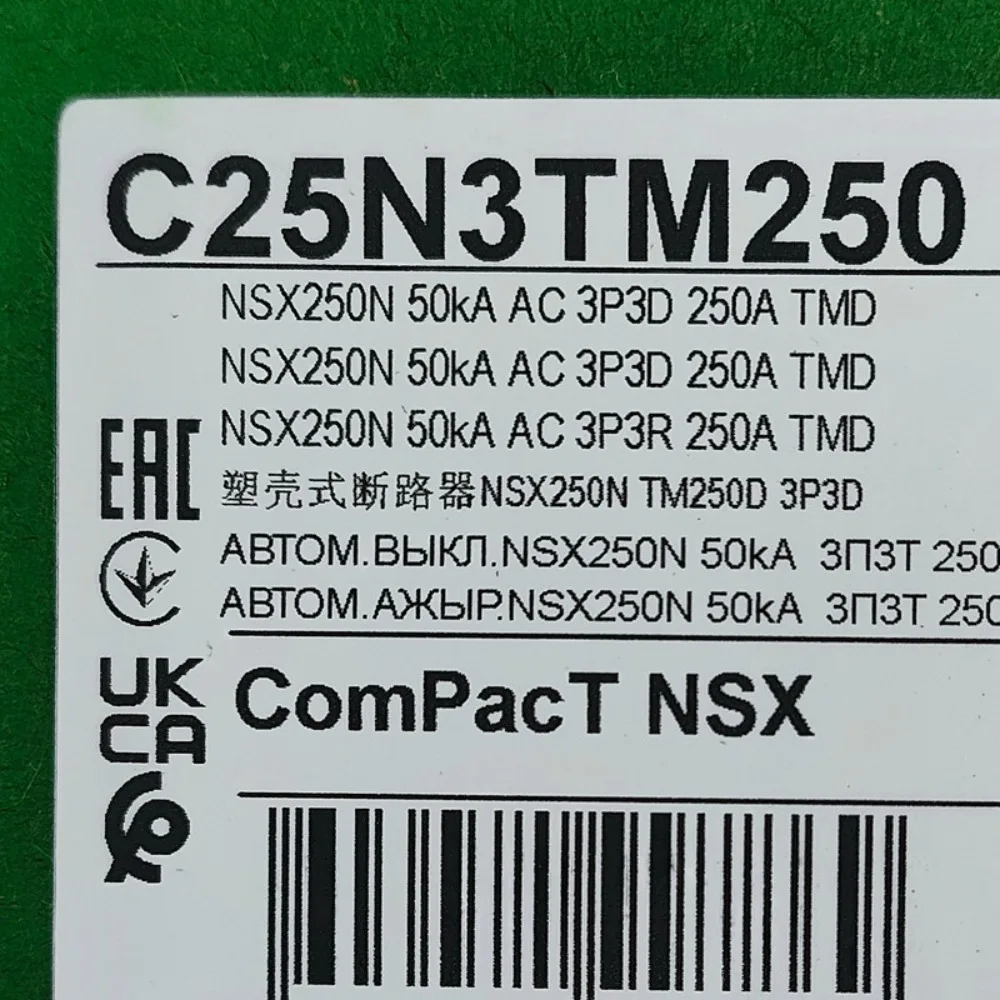 C25N3TM250
NSX250N 50kA AC 3P3D 250A TMD
NSX250N 50kA AC 3P3D 250A TMD
NSX250N 50kA AC 3P3R 250A TMD
塑壳式断路器NSX250N TM250D 3P3D
АВТОМ.ВЫКЛ.NSX250N 50kA 3П3Т 250
АВТОМ.АЖЫР.NSX250N 50kA 3П3Т 250
EAC
UK
CA
ComPacT NSX